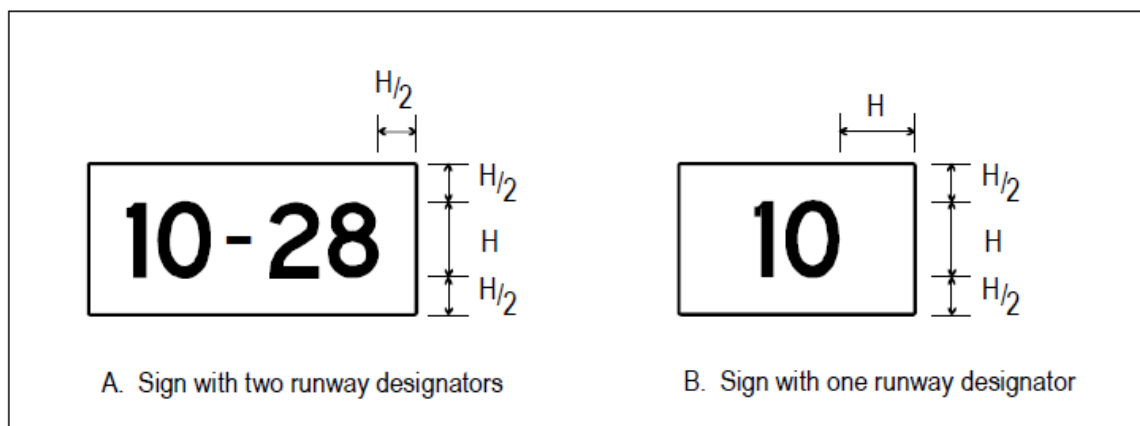 H/2
H
10-28
H/2
H
H/2
10
H/2
H
H/2
A. Sign with two runway designators
B. Sign with one runway designator